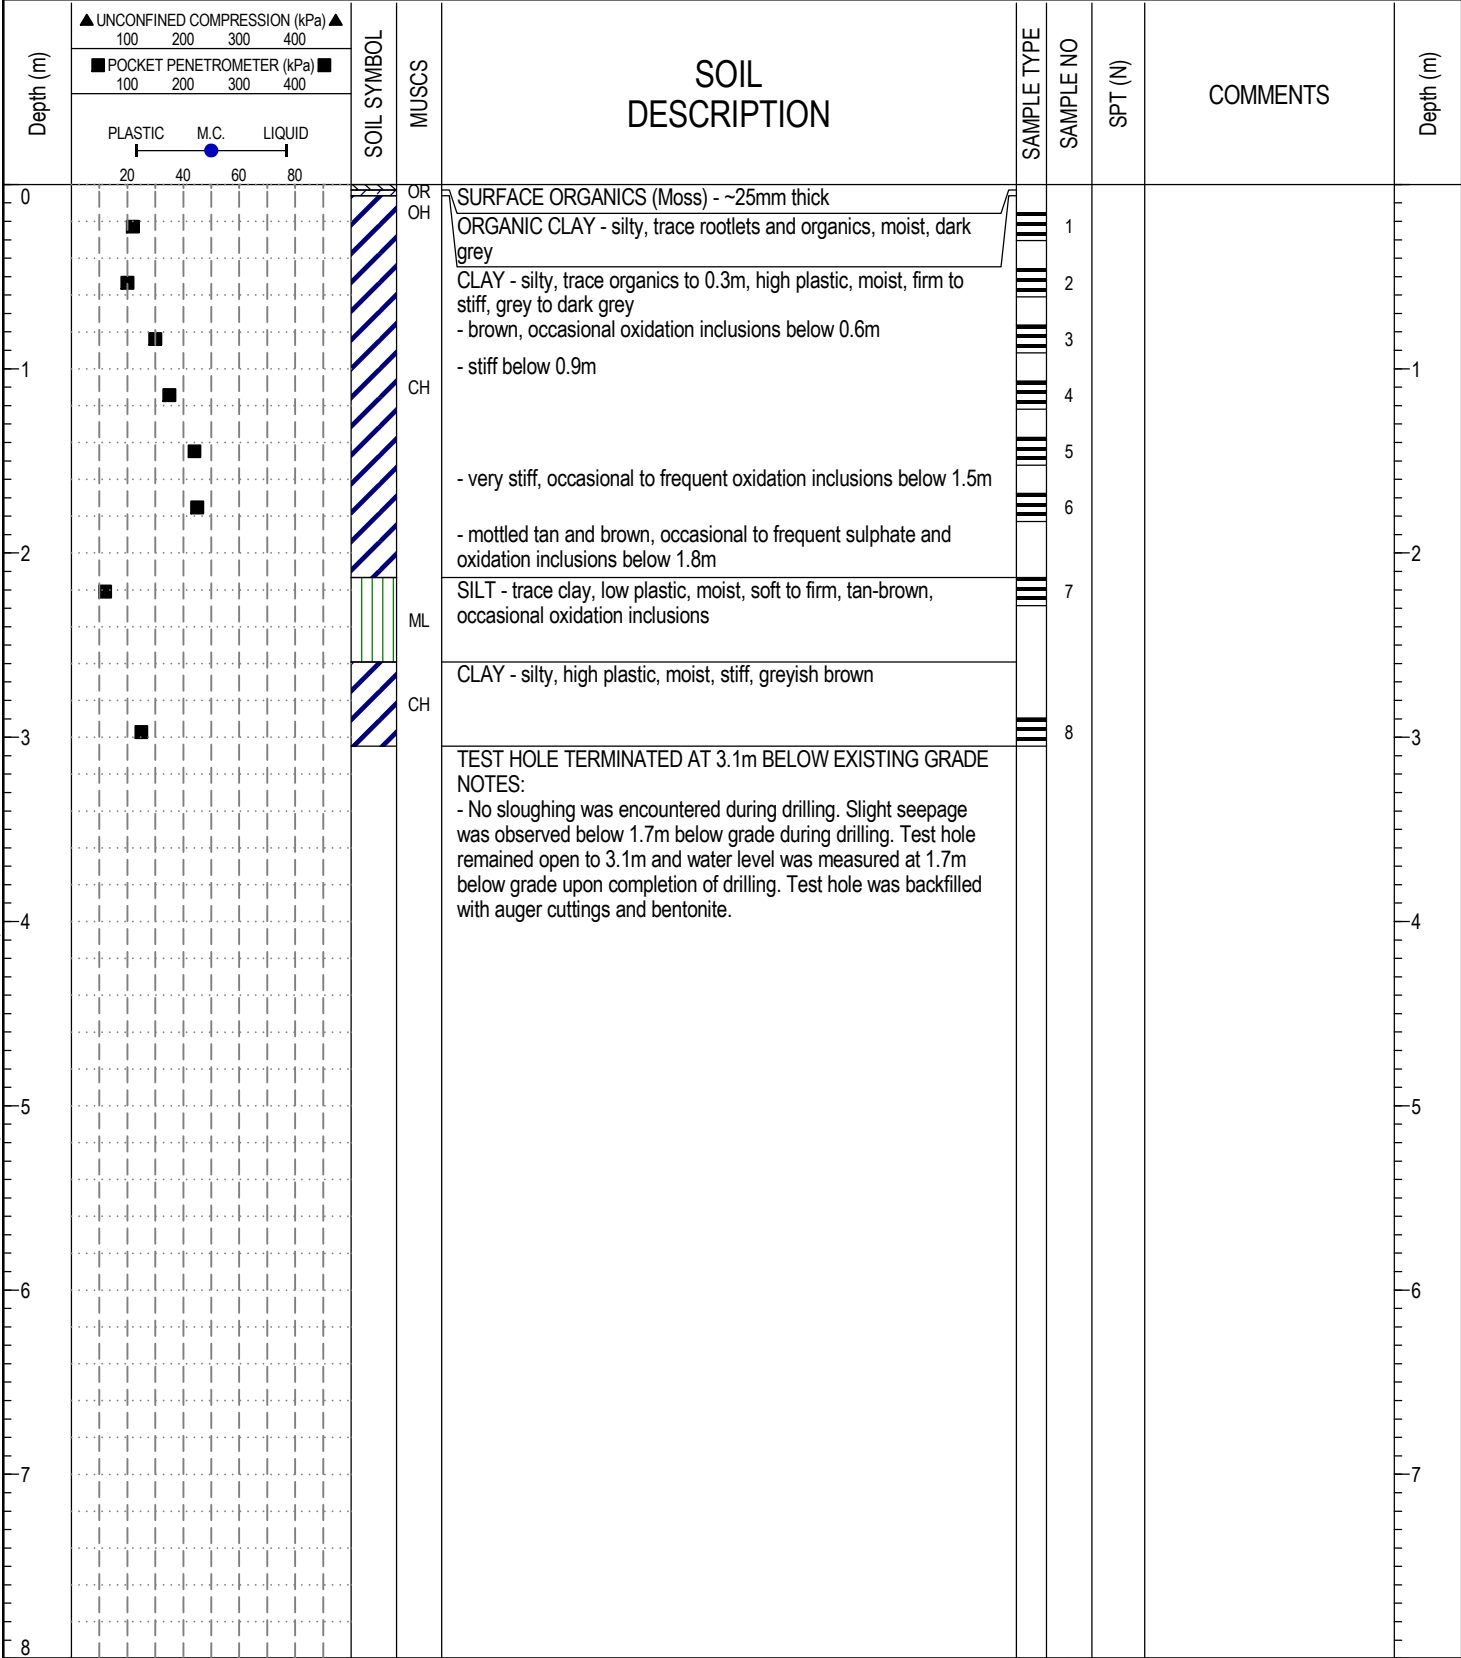 ▲ UNCONFINED COMPRESSION (kPa) ▲
100 200 300 400
■ POCKET PENETROMETER (kPa) ■
100 200 300 400
PLASTIC M.C. LIQUID
20 40 60 80
Depth (m)
SOIL SYMBOL
MUSCS
SOIL
DESCRIPTION
SAMPLE TYPE
SAMPLE NO
SPT (N)
COMMENTS
Depth (m)
0
OR
SURFACE ORGANICS (Moss) - ~25mm thick
OH
ORGANIC CLAY - silty, trace rootlets and organics, moist, dark
grey
1
CLAY - silty, trace organics to 0.3m, high plastic, moist, firm to
stiff, grey to dark grey
2
- brown, occasional oxidation inclusions below 0.6m
3
- stiff below 0.9m
1
1
CH
4
5
- very stiff, occasional to frequent oxidation inclusions below 1.5m
6
- mottled tan and brown, occasional to frequent sulphate and
oxidation inclusions below 1.8m
2
2
SILT - trace clay, low plastic, moist, soft to firm, tan-brown,
occasional oxidation inclusions
7
ML
CLAY - silty, high plastic, moist, stiff, greyish brown
CH
8
3
3
TEST HOLE TERMINATED AT 3.1m BELOW EXISTING GRADE
NOTES:
- No sloughing was encountered during drilling. Slight seepage
was observed below 1.7m below grade during drilling. Test hole
remained open to 3.1m and water level was measured at 1.7m
below grade upon completion of drilling. Test hole was backfilled
with auger cuttings and bentonite.
4
4
5
5
6
6
7
7
8